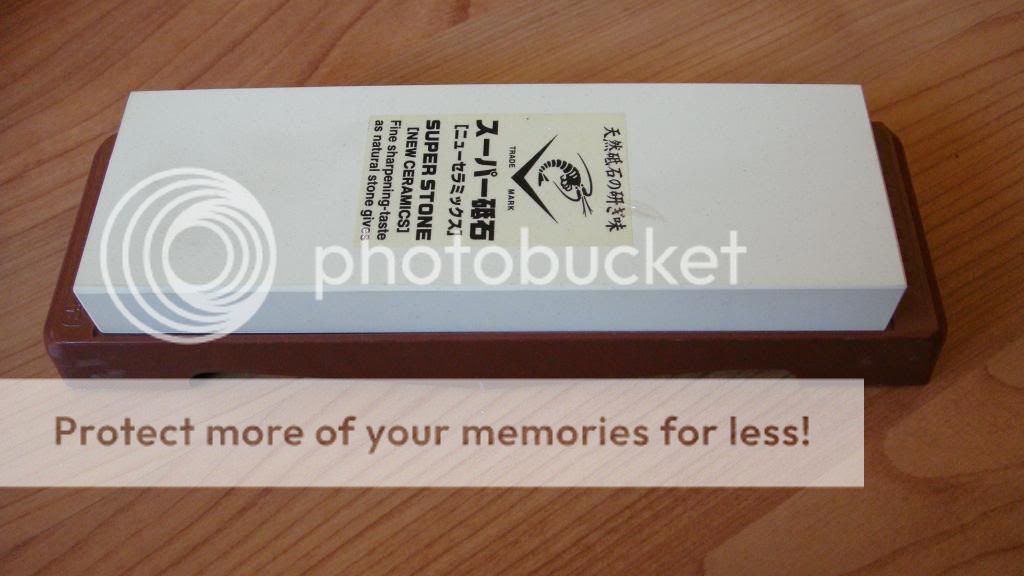 天然砥石の研ぎ味
TRADE MARK
スーパー砥石
[ニューセラミックス]
SUPER STONE
[NEW CERAMICS]
Fine sharpening-taste
as natural stone gives
photobucket
Protect more of your memories for less!